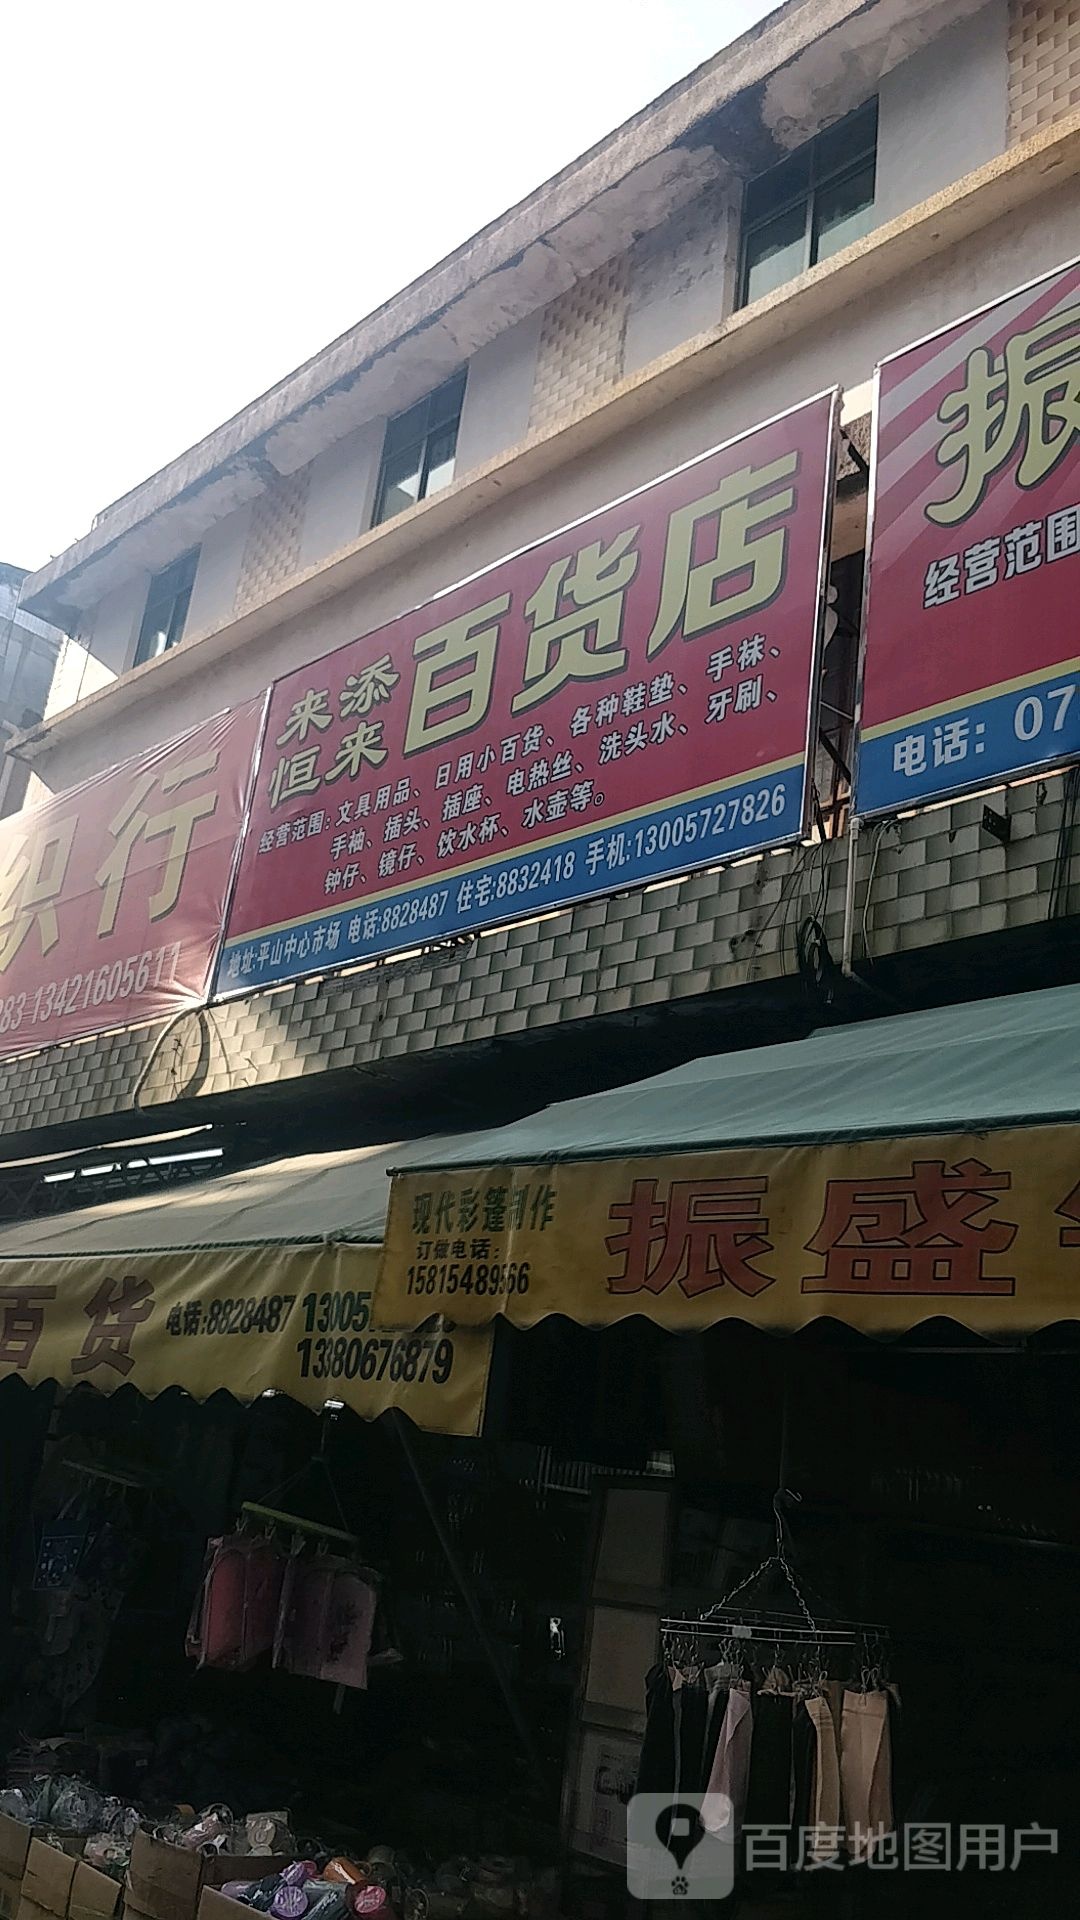 振
经营范围
电话：07
来添
恒来
百货店
经营范围：文具用品、日用小百货、各种鞋垫、手袜、
手袖、插头、插座、电热丝、洗头水、牙刷、
钟仔、镜仔、饮水杯、水壶等。
地址:平山中心市场 电话:8828487 住宅:8832418 手机:13005727826
织行
283 13421605611
现代彩篷制作
订做电话：
15815489566
振盛
百货
电话:8828487 13005
13380676879
百度地图用户